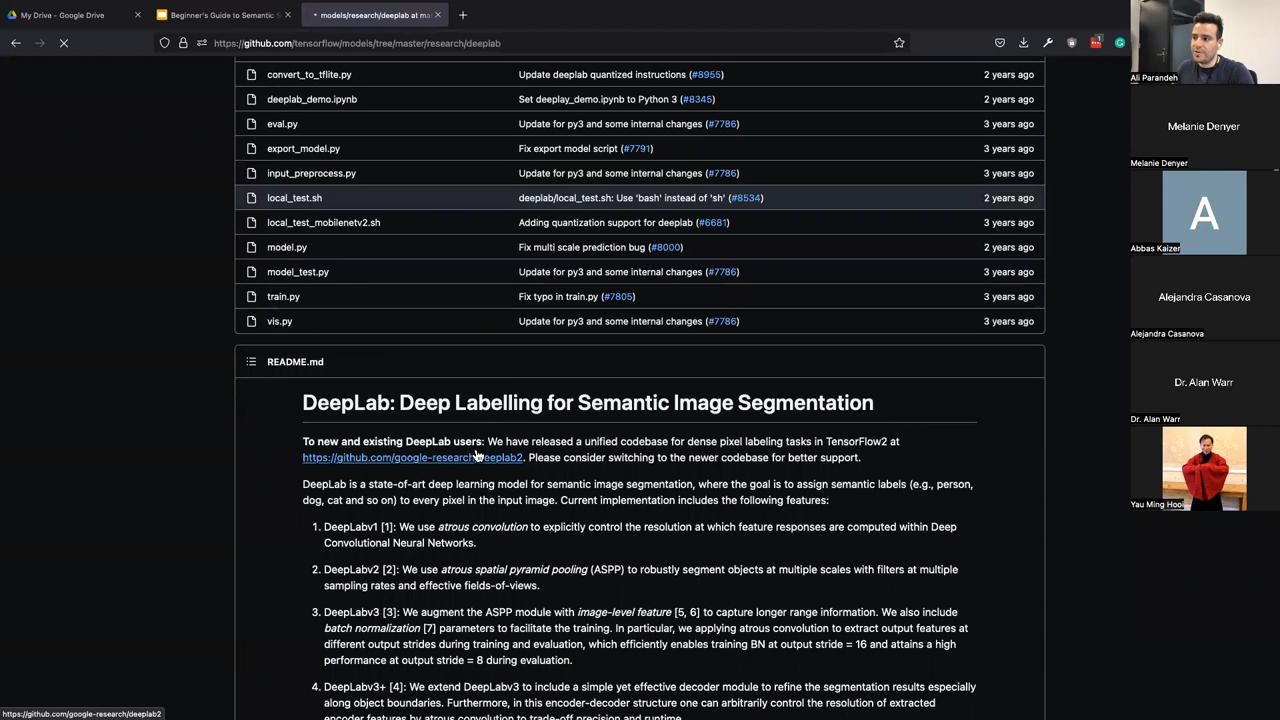 My Drive - Google Drive
Beginner's Guide to Semantic S
models/research/deeplab at ma
https://github.com/tensorflow/models/tree/master/research/deeplab
1
convert_to_tflite.py Update deeplab quantized instructions (#8955) 2 years ago
deeplab_demo.ipynb Set deeplay_demo.ipynb to Python 3 (#8345) 2 years ago
eval.py Update for py3 and some internal changes (#7786) 3 years ago
export_model.py Fix export model script (#7791) 3 years ago
input_preprocess.py Update for py3 and some internal changes (#7786) 3 years ago
local_test.sh deeplab/local_test.sh: Use 'bash' instead of 'sh' (#8534) 2 years ago
local_test_mobilenetv2.sh Adding quantization support for deeplab (#6681) 3 years ago
model.py Fix multi scale prediction bug (#8000) 2 years ago
model_test.py Update for py3 and some internal changes (#7786) 3 years ago
train.py Fix typo in train.py (#7805) 3 years ago
vis.py Update for py3 and some internal changes (#7786) 3 years ago
README.md
DeepLab: Deep Labelling for Semantic Image Segmentation
To new and existing DeepLab users: We have released a unified codebase for dense pixel labeling tasks in TensorFlow2 at
https://github.com/google-research/deeplab2. Please consider switching to the newer codebase for better support.
DeepLab is a state-of-art deep learning model for semantic image segmentation, where the goal is to assign semantic labels (e.g., person,
dog, cat and so on) to every pixel in the input image. Current implementation includes the following features:
1. DeepLabv1 [1]: We use atrous convolution to explicitly control the resolution at which feature responses are computed within Deep
Convolutional Neural Networks.
2. DeepLabv2 [2]: We use atrous spatial pyramid pooling (ASPP) to robustly segment objects at multiple scales with filters at multiple
sampling rates and effective fields-of-views.
3. DeepLabv3 [3]: We augment the ASPP module with image-level feature [5, 6] to capture longer range information. We also include
batch normalization [7] parameters to facilitate the training. In particular, we applying atrous convolution to extract output features at
different output strides during training and evaluation, which efficiently enables training BN at output stride = 16 and attains a high
performance at output stride = 8 during evaluation.
4. DeepLabv3+ [4]: We extend DeepLabv3 to include a simple yet effective decoder module to refine the segmentation results especially
along object boundaries. Furthermore, in this encoder-decoder structure one can arbitrarily control the resolution of extracted
encoder features by atrous convolution to trade-off precision and runtime.
https://github.com/google-research/deeplab2
Ali Parandeh
Melanie Denyer
Melanie Denyer
A
Abbas Kaizer
Alejandra Casanova
Alejandra Casanova
Dr. Alan Warr
Dr. Alan Warr
Yau Ming Hooi